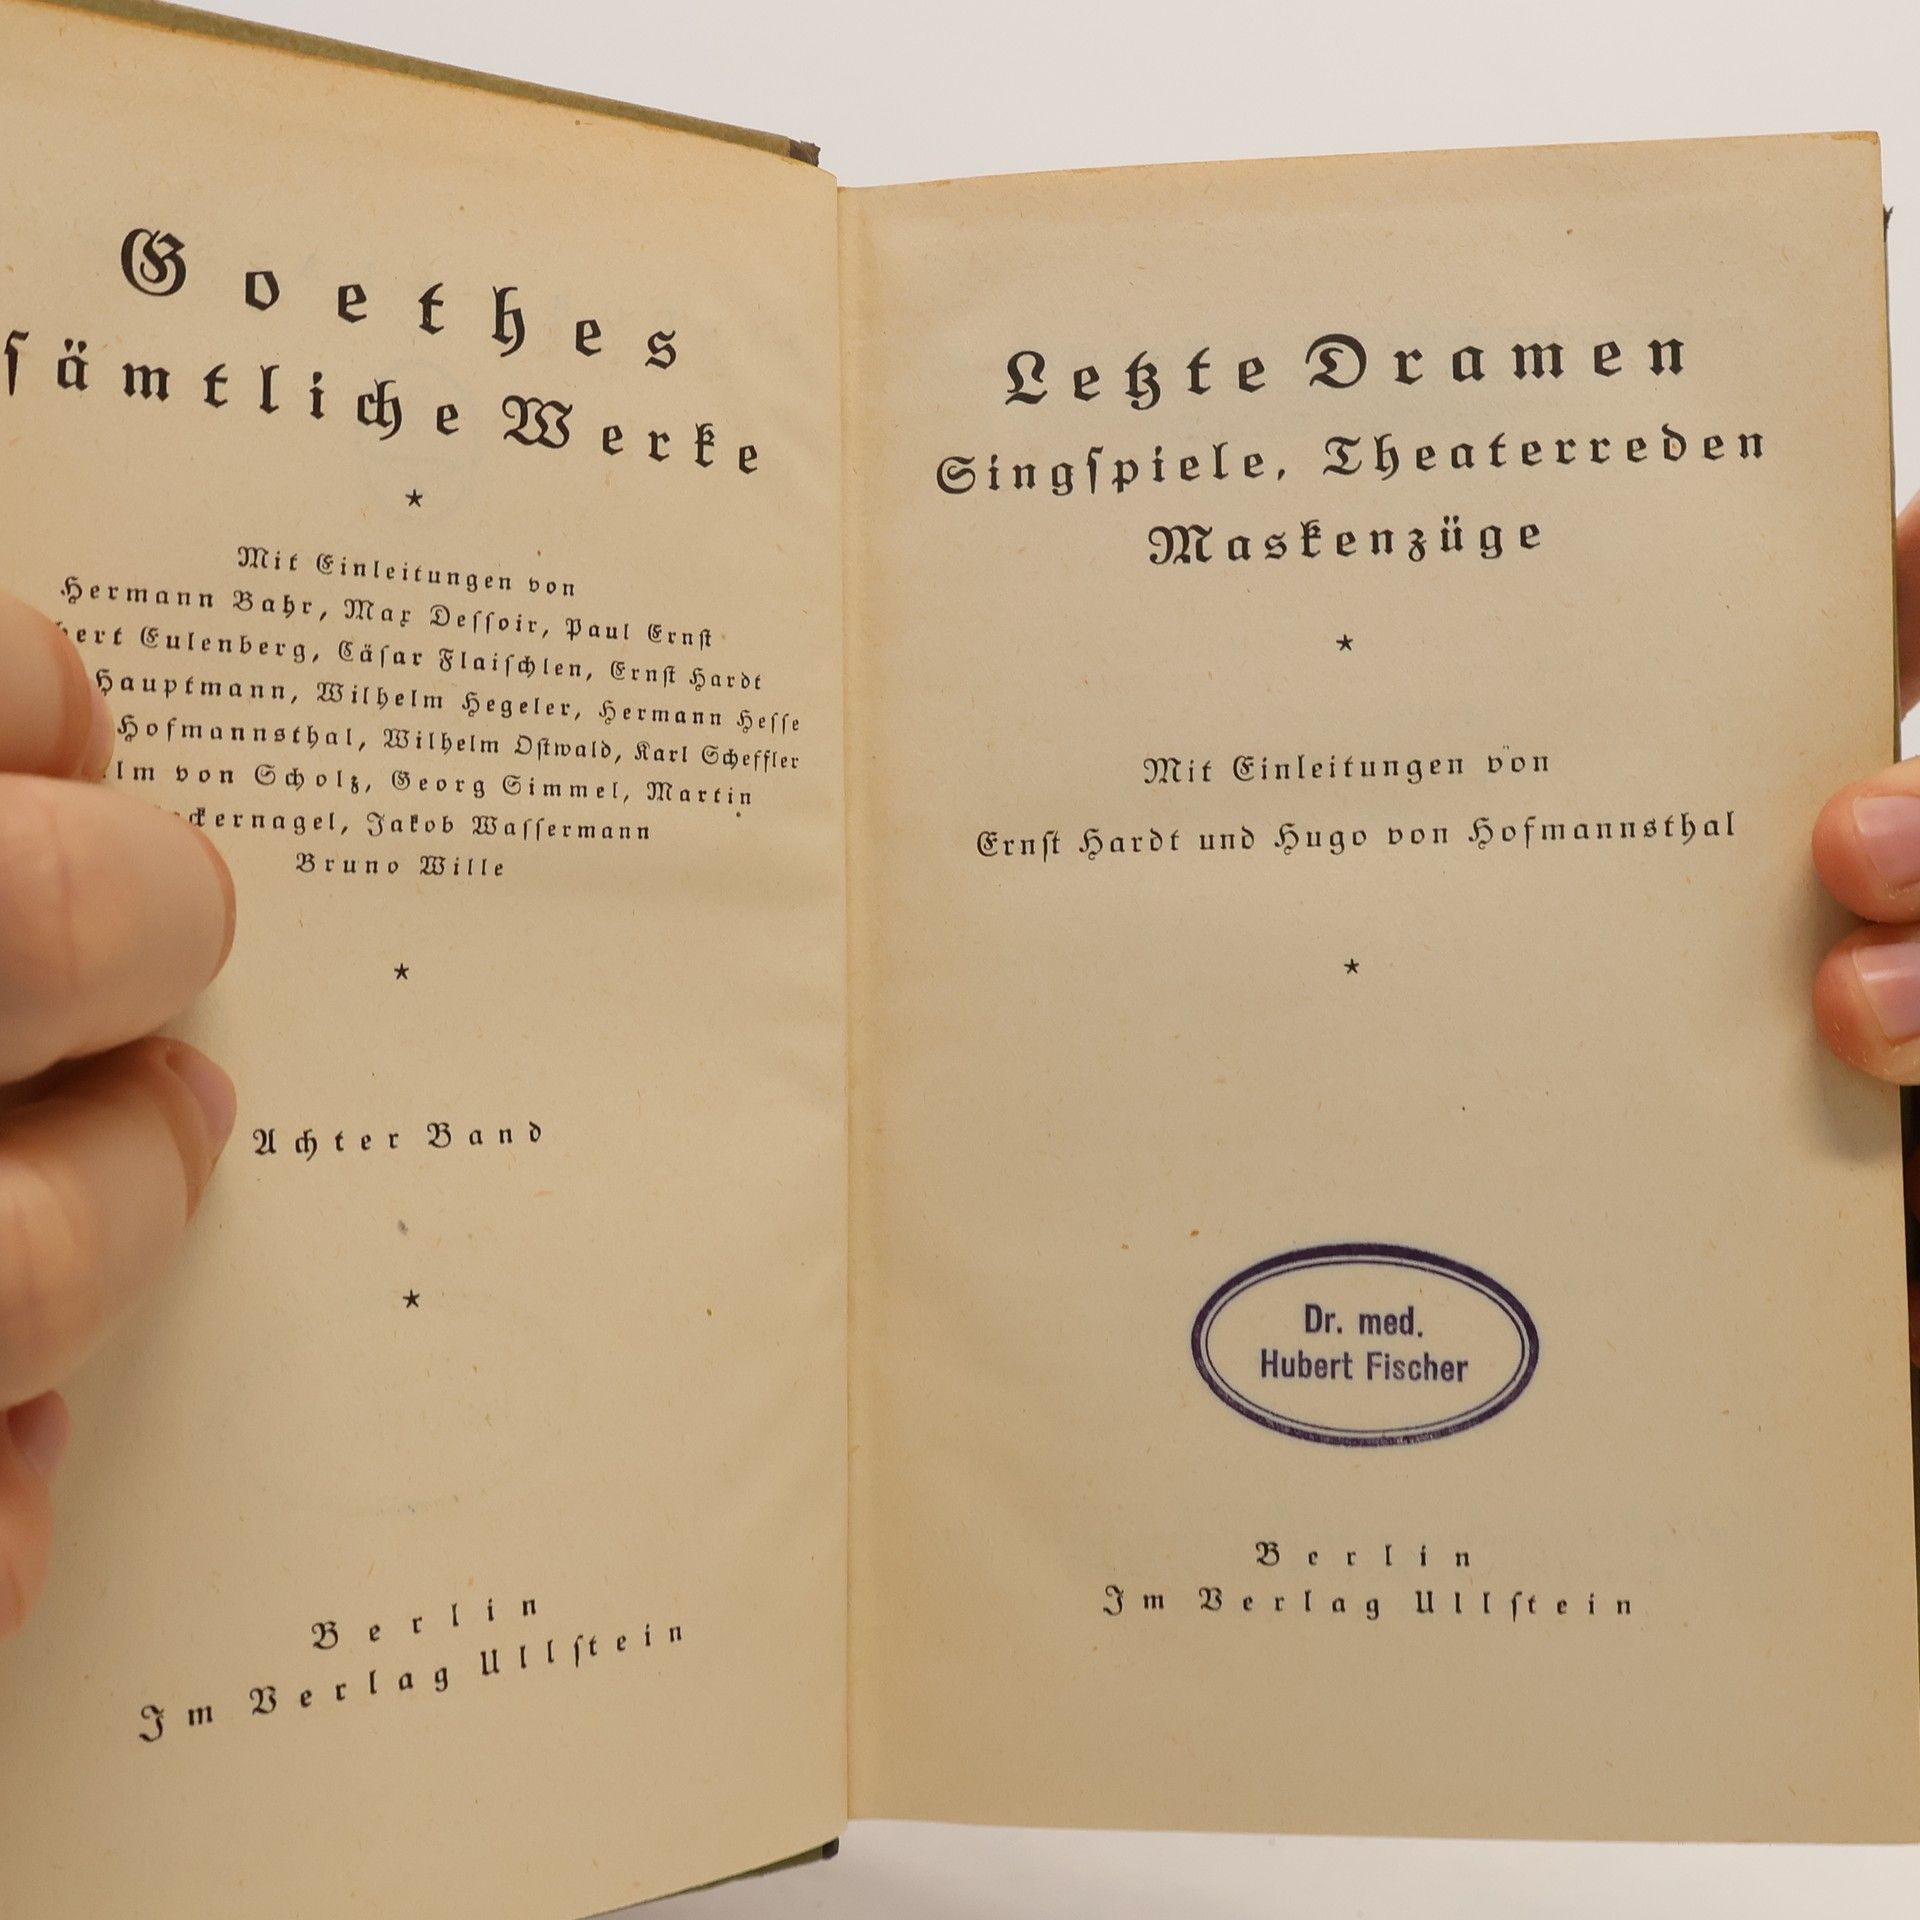 Goethes
sämtliche Werke
*
Mit Einleitungen von
Hermann Bahr, Max Dessoir, Paul Ernst
Eulenberg, Cäsar Flaischlen, Ernst Hardt
Hauptmann, Wilhelm Hegeler, Hermann Hesse
Hofmannsthal, Wilhelm Ostwald, Karl Scheffler
von Scholz, Georg Simmel, Martin
Jakob Wassermann
Bruno Wille
*
Achter Band
*
Berlin
Im Verlag Ullstein
Letzte Dramen
Singspiele, Theaterreden
Maskenzüge
*
Mit Einleitungen von
Ernst Hardt und Hugo von Hofmannsthal
*
Dr. med.
Hubert Fischer
Berlin
Im Verlag Ullstein